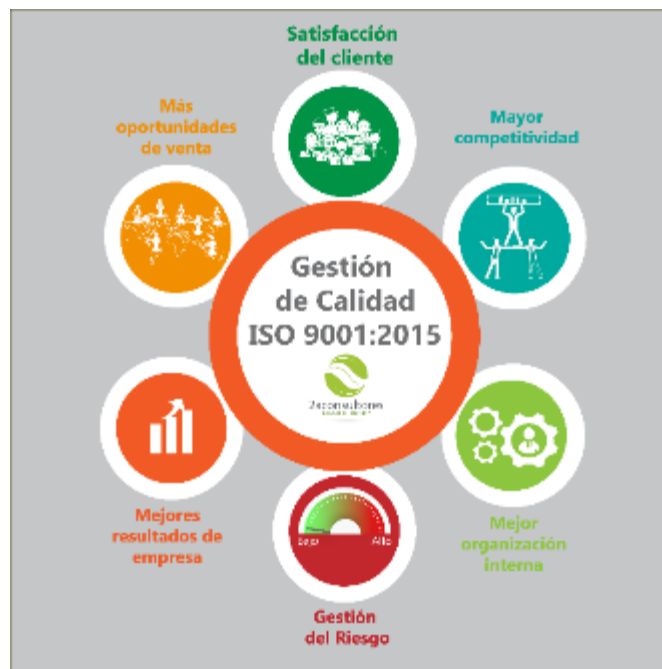 Satisfacción
del cliente
Más
oportunidades
de venta
Mayor
competitividad
Gestión
de Calidad
ISO 9001:2015
2aconsultores
Mejores
resultados de
empresa
Mejor
organización
interna
Bajo
Alto
Gestión
del Riesgo